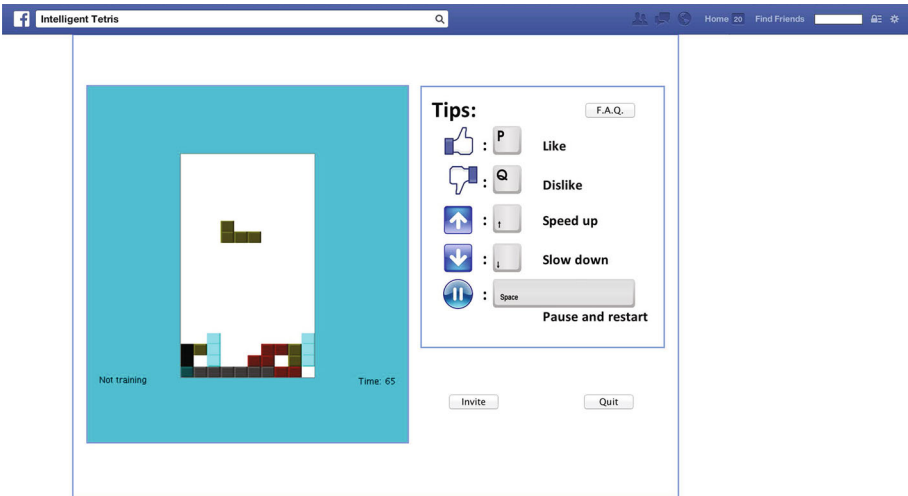 f Intelligent Tetris Home 20 Find Friends
Tips: F.A.Q.
: P Like
: Q Dislike
: ↑ Speed up
: ↓ Slow down
: Space
Pause and restart
Not training Time: 65
Invite Quit